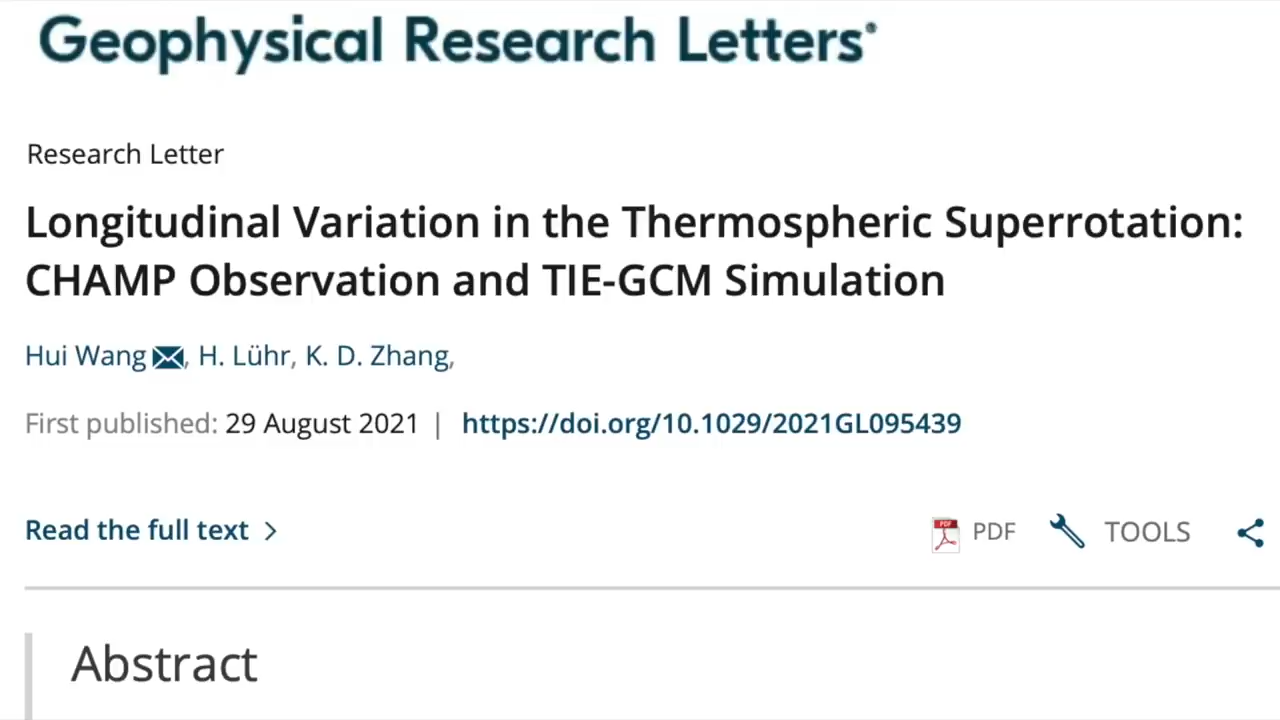 Geophysical Research Letters®
Research Letter
Longitudinal Variation in the Thermospheric Superrotation:
CHAMP Observation and TIE-GCM Simulation
Hui Wang, H. Lühr, K. D. Zhang,
First published: 29 August 2021 | https://doi.org/10.1029/2021GL095439
Read the full text >
PDF PDF TOOLS
Abstract